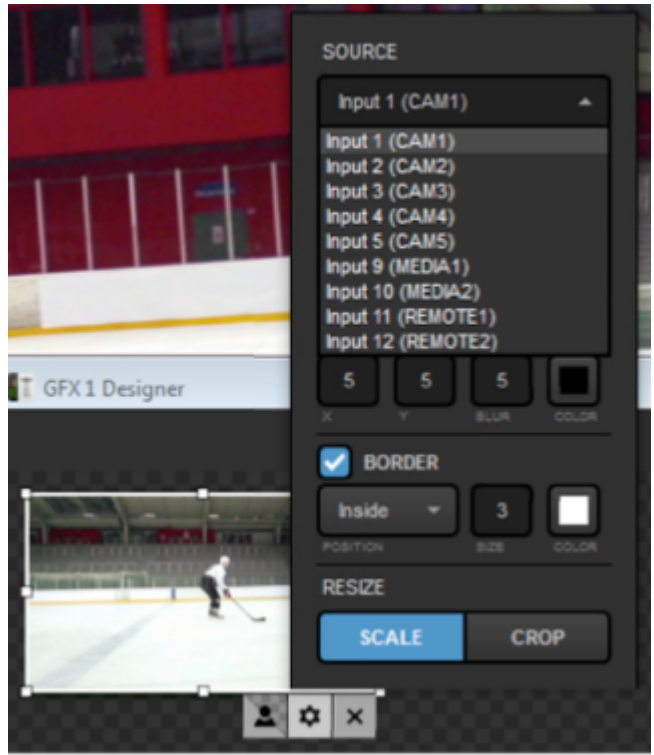 SOURCE
Input 1 (CAM1)
Input 1 (CAM1)
Input 2 (CAM2)
Input 3 (CAM3)
Input 4 (CAM4)
Input 5 (CAM5)
Input 9 (MEDIA1)
Input 10 (MEDIA2)
Input 11 (REMOTE1)
Input 12 (REMOTE2)
5 5 5
X Y BLUR COLOR
GFX 1 Designer
BORDER
Inside 3
POSITION SIZE COLOR
RESIZE
SCALE CROP